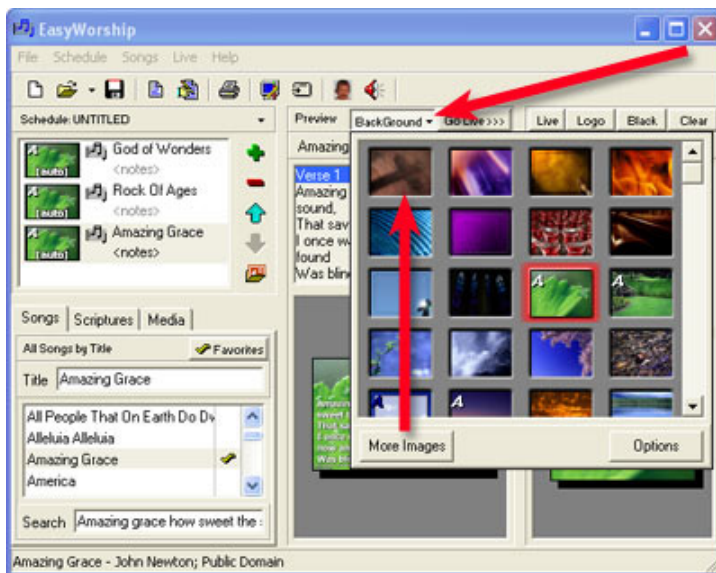 EasyWorship
File Schedule Songs Live Help
Schedule: UNTITLED
God of Wonders
<notes>
[auto]
Rock Of Ages
<notes>
[auto]
Amazing Grace
<notes>
[auto]
Preview BackGround Go Live >>> Live Logo Black Clear
Amazing
Verse 1
Amazing
sound,
That sav
I once w
found
Was blin
A
A
A
More Images Options
Songs Scriptures Media
All Songs by Title Favorites
Title Amazing Grace
All People That On Earth Do Dw
Alleluia Alleluia
Amazing Grace
America
Search Amazing grace how sweet the
Amazing Grace - John Newton; Public Domain